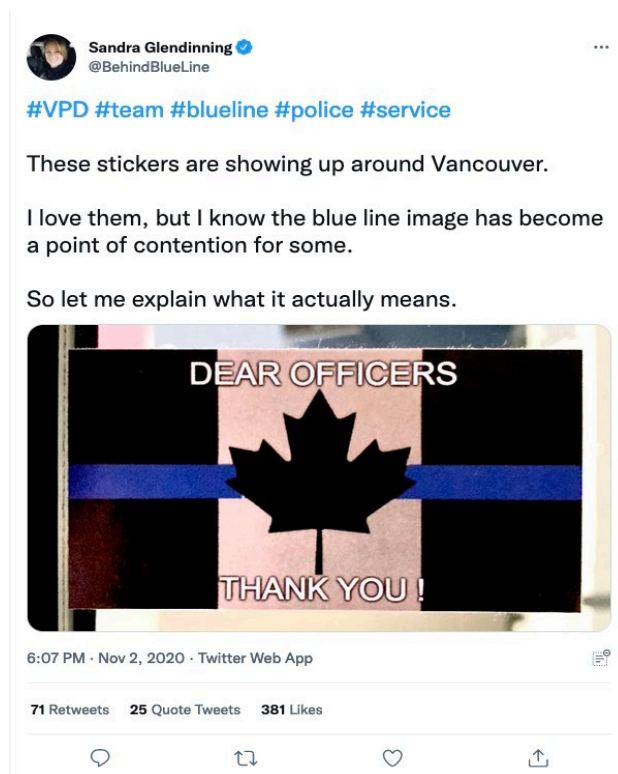 Sandra Glendinning
@BehindBlueLine
#VPD #team #blueline #police #service
These stickers are showing up around Vancouver.
I love them, but I know the blue line image has become
a point of contention for some.
So let me explain what it actually means.
DEAR OFFICERS
THANK YOU !
6:07 PM · Nov 2, 2020 · Twitter Web App
71 Retweets 25 Quote Tweets 381 Likes